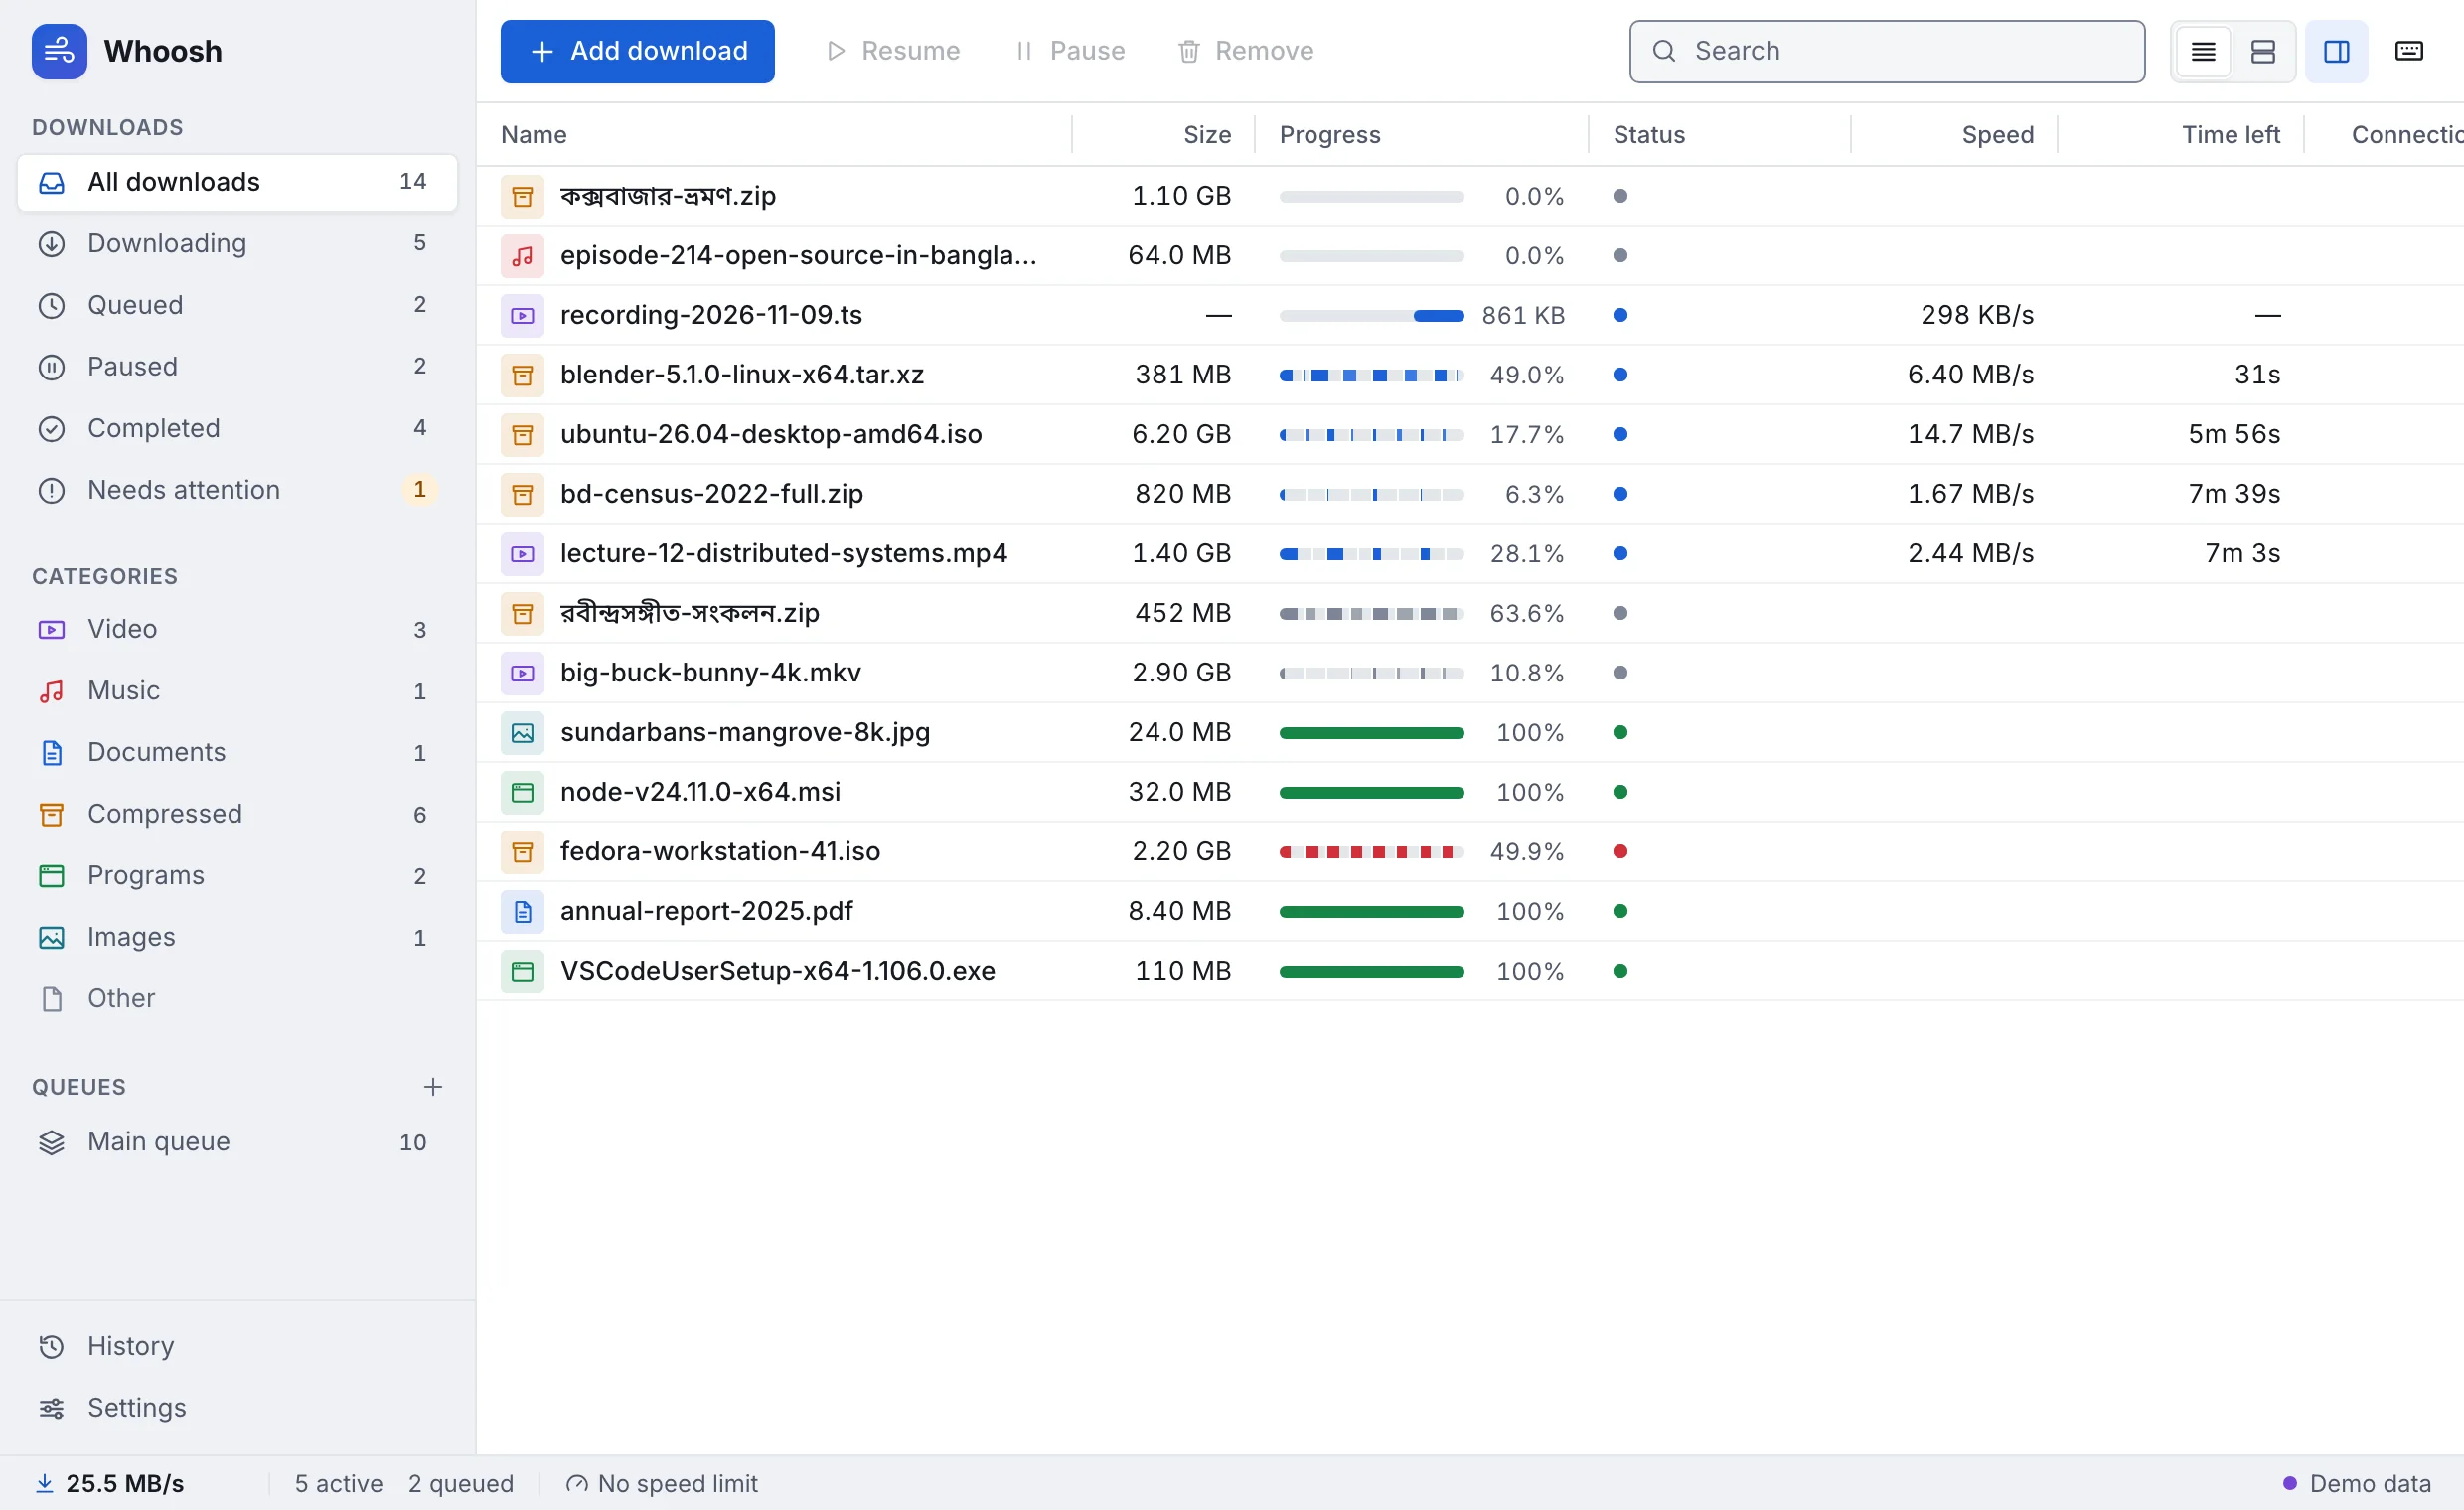 Whoosh
Add download
Resume
Pause
Remove
Search
DOWNLOADS
All downloads 14
Downloading 5
Queued 2
Paused 2
Completed 4
Needs attention 1
CATEGORIES
Video 3
Music 1
Documents 1
Compressed 6
Programs 2
Images 1
Other
QUEUES
Main queue 10
History
Settings
Name Size Progress Status Speed Time left Connectio
কক্সবাজার-ভ্রমণ.zip 1.10 GB 0.0%
episode-214-open-source-in-bangla... 64.0 MB 0.0%
recording-2026-11-09.ts — 861 KB 298 KB/s —
blender-5.1.0-linux-x64.tar.xz 381 MB 49.0% 6.40 MB/s 31s
ubuntu-26.04-desktop-amd64.iso 6.20 GB 17.7% 14.7 MB/s 5m 56s
bd-census-2022-full.zip 820 MB 6.3% 1.67 MB/s 7m 39s
lecture-12-distributed-systems.mp4 1.40 GB 28.1% 2.44 MB/s 7m 3s
রবীন্দ্রসঙ্গীত-সংকলন.zip 452 MB 63.6%
big-buck-bunny-4k.mkv 2.90 GB 10.8%
sundarbans-mangrove-8k.jpg 24.0 MB 100%
node-v24.11.0-x64.msi 32.0 MB 100%
fedora-workstation-41.iso 2.20 GB 49.9%
annual-report-2025.pdf 8.40 MB 100%
VSCodeUserSetup-x64-1.106.0.exe 110 MB 100%
25.5 MB/s 5 active 2 queued No speed limit Demo data